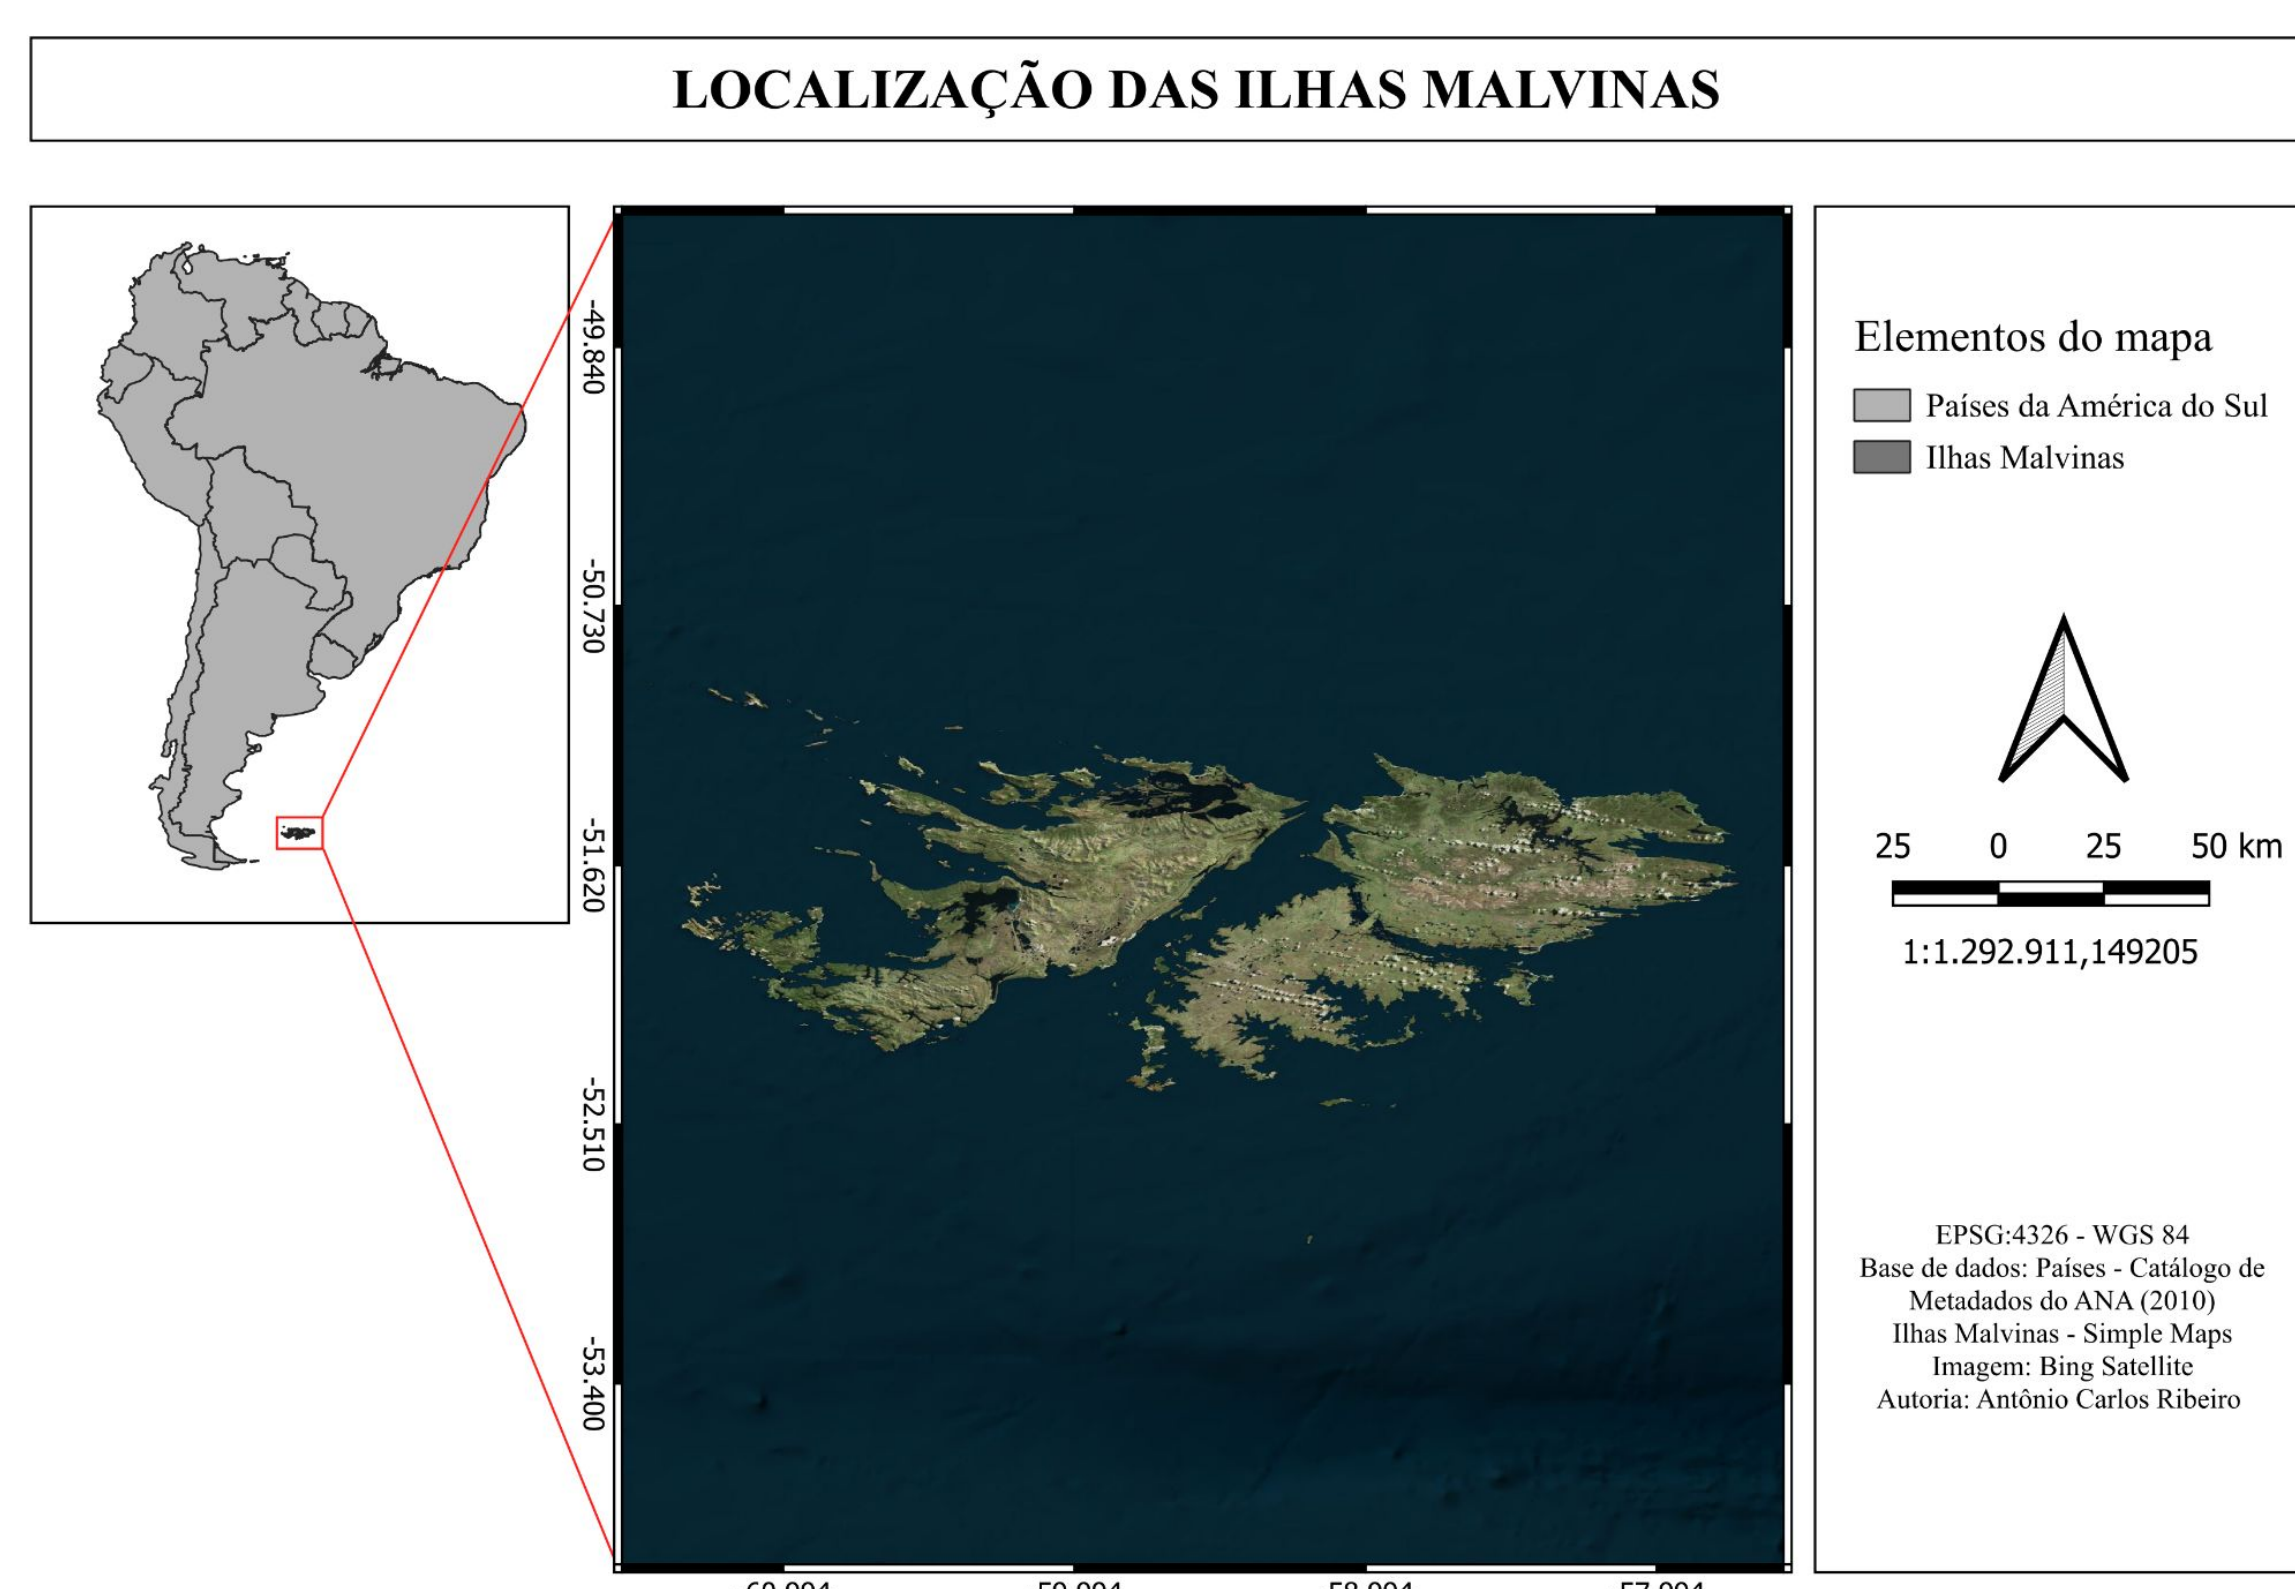 LOCALIZAÇÃO DAS ILHAS MALVINAS
-49.840
-50.730
-51.620
-52.510
-53.400
Elementos do mapa
Países da América do Sul
Ilhas Malvinas
25 0 25 50 km
1:1.292.911,149205
EPSG:4326 - WGS 84
Base de dados: Países - Catálogo de
Metadados do ANA (2010)
Ilhas Malvinas - Simple Maps
Imagem: Bing Satellite
Autoria: Antônio Carlos Ribeiro